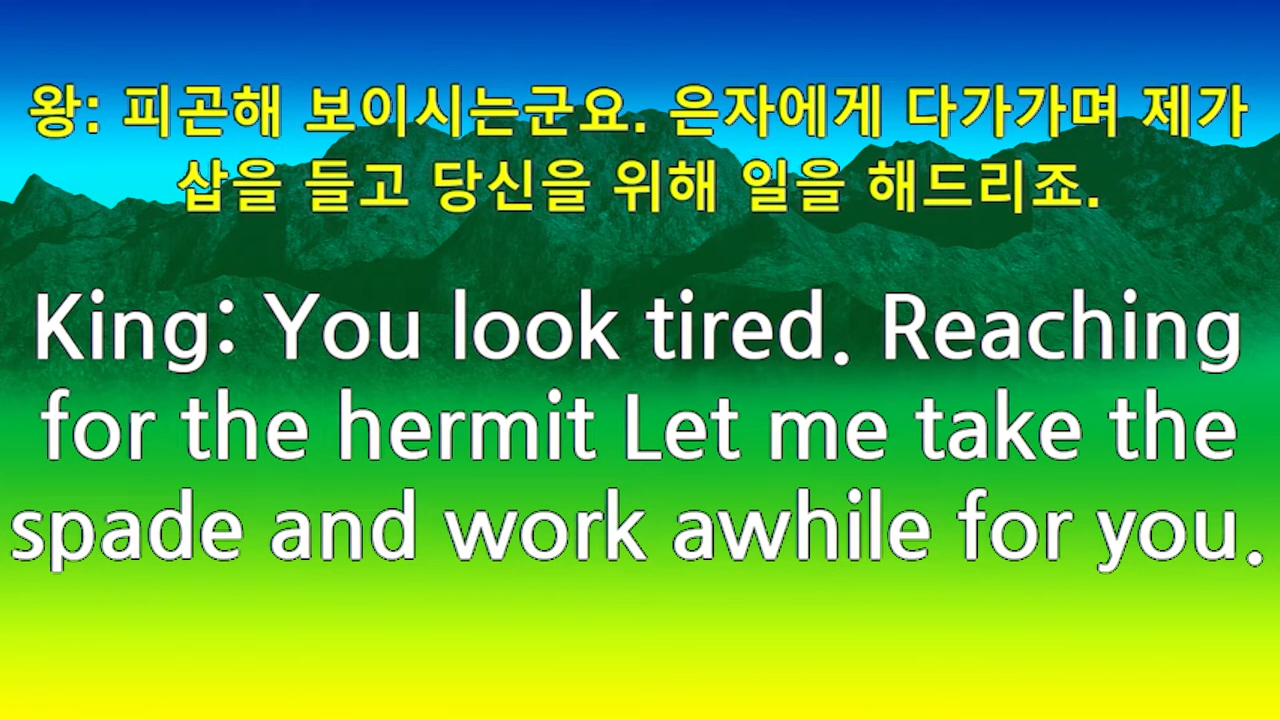 왕: 피곤해 보이시는군요. 은자에게 다가가며 제가
삽을 들고 당신을 위해 일을 해드리죠.
King: You look tired. Reaching
for the hermit Let me take the
spade and work awhile for you.